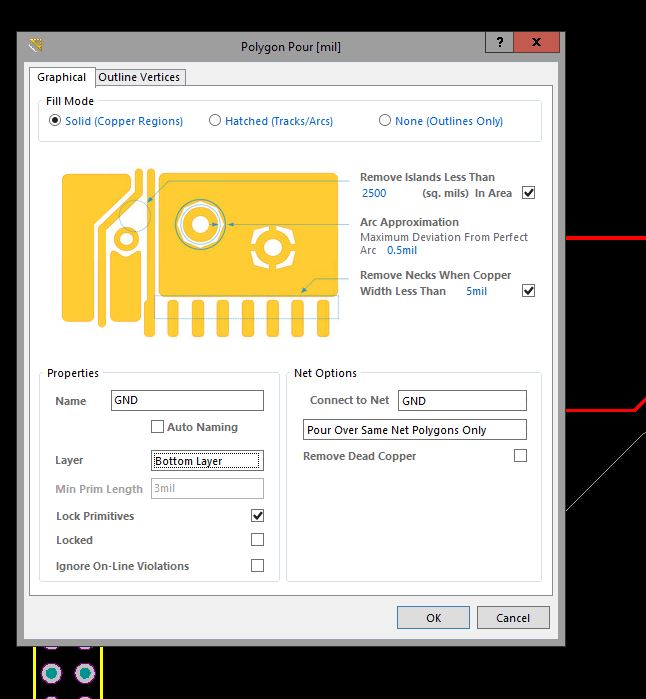 Polygon Pour [mil]
? x
Graphical Outline Vertices
Fill Mode
Solid (Copper Regions) Hatched (Tracks/Arcs) None (Outlines Only)
Remove Islands Less Than
2500 (sq. mils) In Area
Arc Approximation
Maximum Deviation From Perfect
Arc 0.5mil
Remove Necks When Copper
Width Less Than 5mil
Properties
Name GND
Auto Naming
Layer Bottom Layer
Min Prim Length 3mil
Lock Primitives
Locked
Ignore On-Line Violations
Net Options
Connect to Net GND
Pour Over Same Net Polygons Only
Remove Dead Copper
OK Cancel